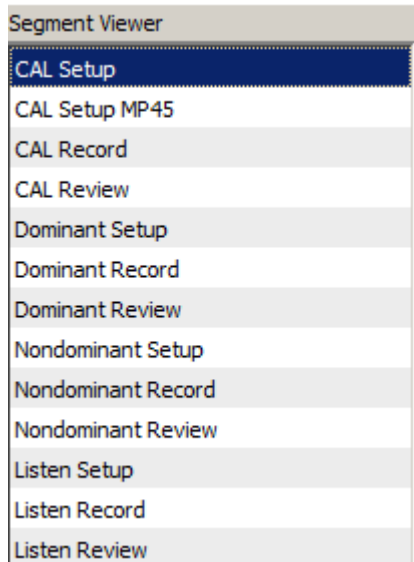 Segment Viewer
CAL Setup
CAL Setup MP45
CAL Record
CAL Review
Dominant Setup
Dominant Record
Dominant Review
Nondominant Setup
Nondominant Record
Nondominant Review
Listen Setup
Listen Record
Listen Review